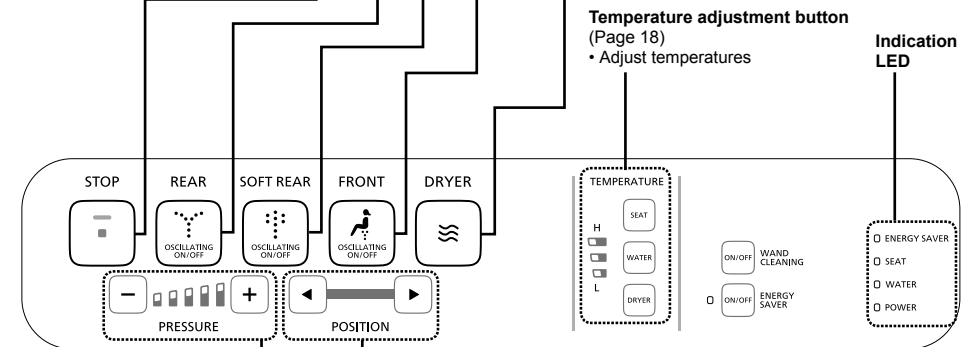 Temperature adjustment button
(Page 18)
• Adjust temperatures
Indication
LED
STOP
REAR
SOFT REAR
FRONT
DRYER
OSCILLATING
ON/OFF
OSCILLATING
ON/OFF
OSCILLATING
ON/OFF
−
+
PRESSURE
POSITION
TEMPERATURE
SEAT
H
WATER
L
DRYER
ON/OFF
WAND
CLEANING
ON/OFF
ENERGY
SAVER
ENERGY SAVER
SEAT
WATER
POWER